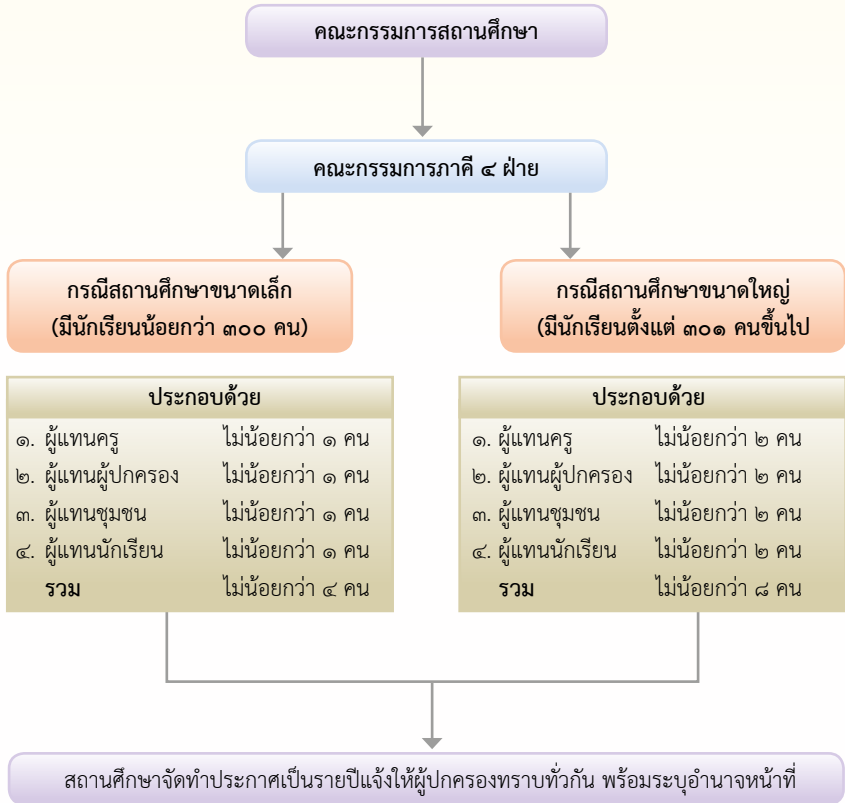 คณะกรรมการสถานศึกษา
คณะกรรมการภาคี ๔ ฝ่าย
กรณีสถานศึกษาขนาดเล็ก
(มีนักเรียนน้อยกว่า ๓๐๐ คน)
กรณีสถานศึกษาขนาดใหญ่
(มีนักเรียนตั้งแต่ ๓๐๑ คนขึ้นไป
ประกอบด้วย
๑. ผู้แทนครู ไม่น้อยกว่า ๑ คน
๒. ผู้แทนผู้ปกครอง ไม่น้อยกว่า ๑ คน
๓. ผู้แทนชุมชน ไม่น้อยกว่า ๑ คน
๔. ผู้แทนนักเรียน ไม่น้อยกว่า ๑ คน
รวม ไม่น้อยกว่า ๔ คน
ประกอบด้วย
๑. ผู้แทนครู ไม่น้อยกว่า ๒ คน
๒. ผู้แทนผู้ปกครอง ไม่น้อยกว่า ๒ คน
๓. ผู้แทนชุมชน ไม่น้อยกว่า ๒ คน
๔. ผู้แทนนักเรียน ไม่น้อยกว่า ๒ คน
รวม ไม่น้อยกว่า ๘ คน
สถานศึกษาจัดทำประกาศเป็นรายปีแจ้งให้ผู้ปกครองทราบทั่วกัน พร้อมระบุอำนาจหน้าที่